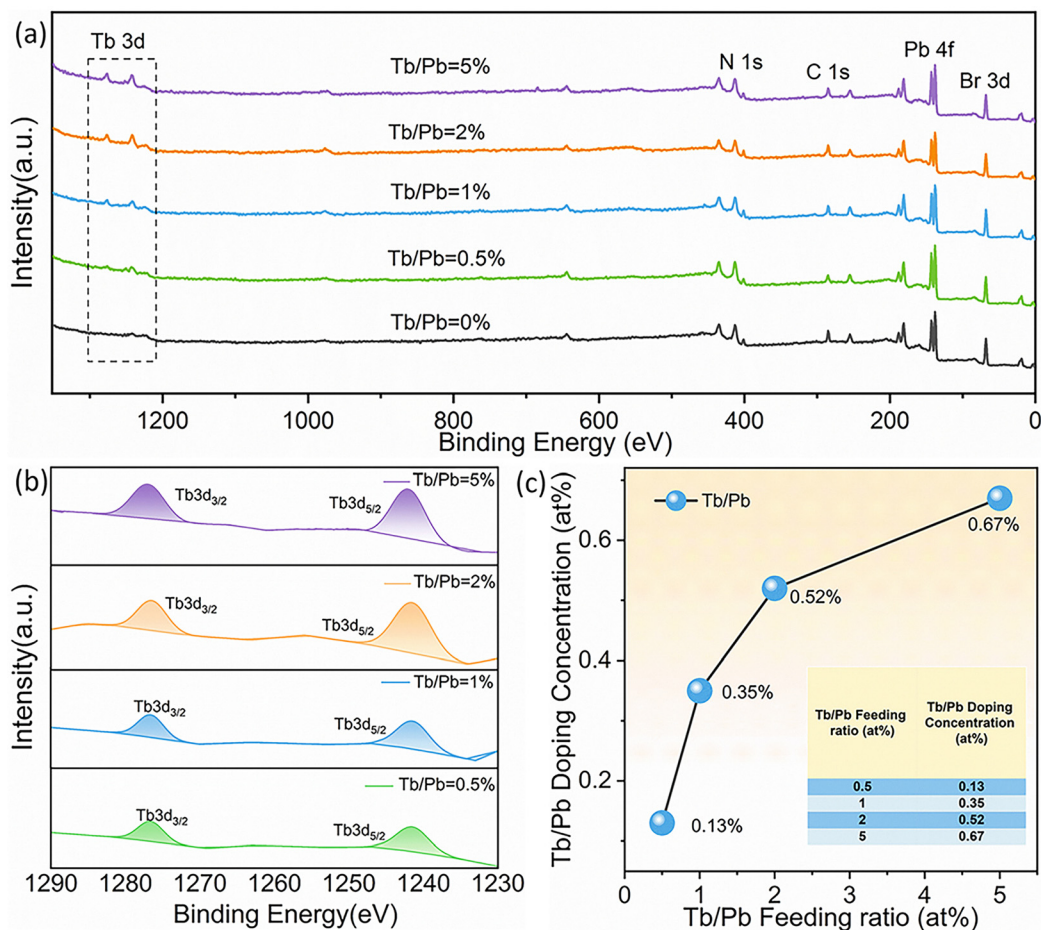 (a)
Tb 3d
Tb/Pb=5%
N 1s
C 1s
Pb 4f
Br 3d
Tb/Pb=2%
Tb/Pb=1%
Tb/Pb=0.5%
Tb/Pb=0%
Intensity(a.u.)
1200 1000 800 600 400 200 0
Binding Energy (eV)
(b)
Tb/Pb=5%
Tb3d3/2
Tb3d5/2
Tb/Pb=2%
Tb3d3/2
Tb3d5/2
Tb/Pb=1%
Tb3d3/2
Tb3d5/2
Tb/Pb=0.5%
Tb3d3/2
Tb3d5/2
Intensity(a.u.)
1290 1280 1270 1260 1250 1240 1230
Binding Energy(eV)
(c)
Tb/Pb
0.67%
0.52%
0.35%
0.13%
Tb/Pb Doping Concentration (at%)
0.6
0.4
0.2
0 1 2 3 4 5
Tb/Pb Feeding ratio (at%)
Tb/Pb Feeding
ratio (at%)
Tb/Pb Doping
Concentration
(at%)
0.5 0.13
1 0.35
2 0.52
5 0.67